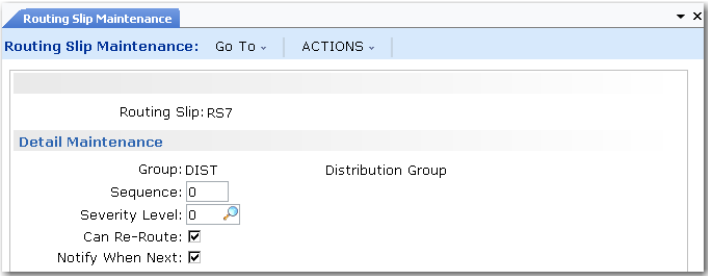 Routing Slip Maintenance
Routing Slip Maintenance: Go To ACTIONS
Routing Slip: RS7
Detail Maintenance
Group: DIST Distribution Group
Sequence: 0
Severity Level: 0
Can Re-Route:
Notify When Next: